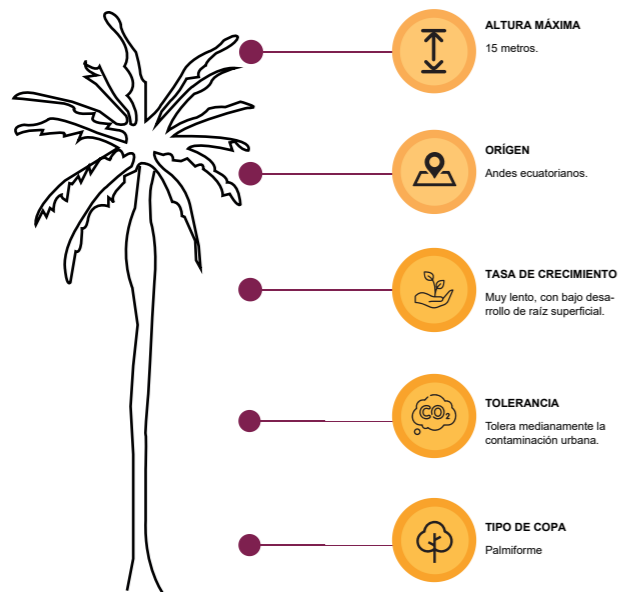 ALTURA MÁXIMA
15 metros.
ORÍGEN
Andes ecuatorianos.
TASA DE CRECIMIENTO
Muy lento, con bajo desa-
rrollo de raíz superficial.
CO₂
TOLERANCIA
Tolera medianamente la
contaminación urbana.
TIPO DE COPA
Palmiforme